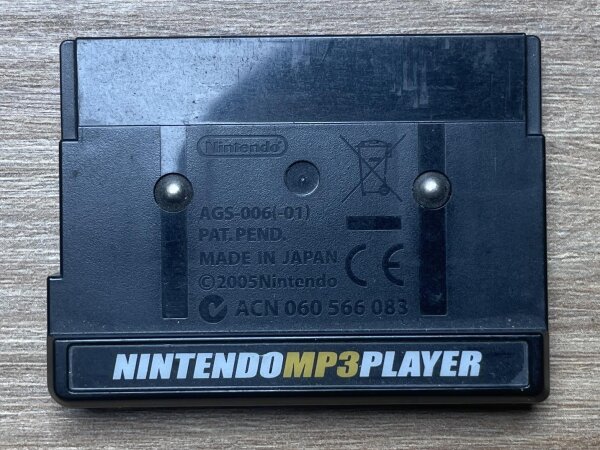 Nintendo
AGS-006(-01)
PAT. PEND.
MADE IN JAPAN
©2005Nintendo
CE
ACN 060 566 083
NINTENDOMP3PLAYER